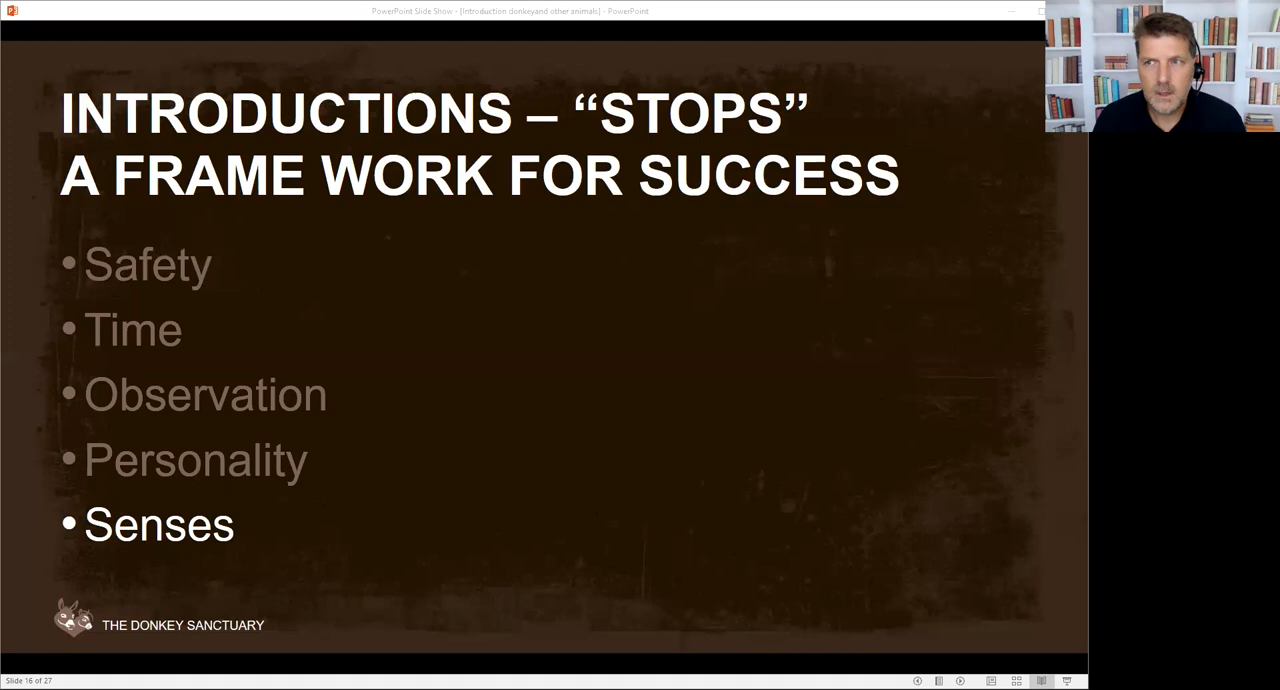 PowerPoint Slide Show - [Introduction donkeyand other animals] - PowerPoint
INTRODUCTIONS – “STOPS”
A FRAME WORK FOR SUCCESS
• Safety
• Time
• Observation
• Personality
• Senses
THE DONKEY SANCTUARY
Slide 16 of 27